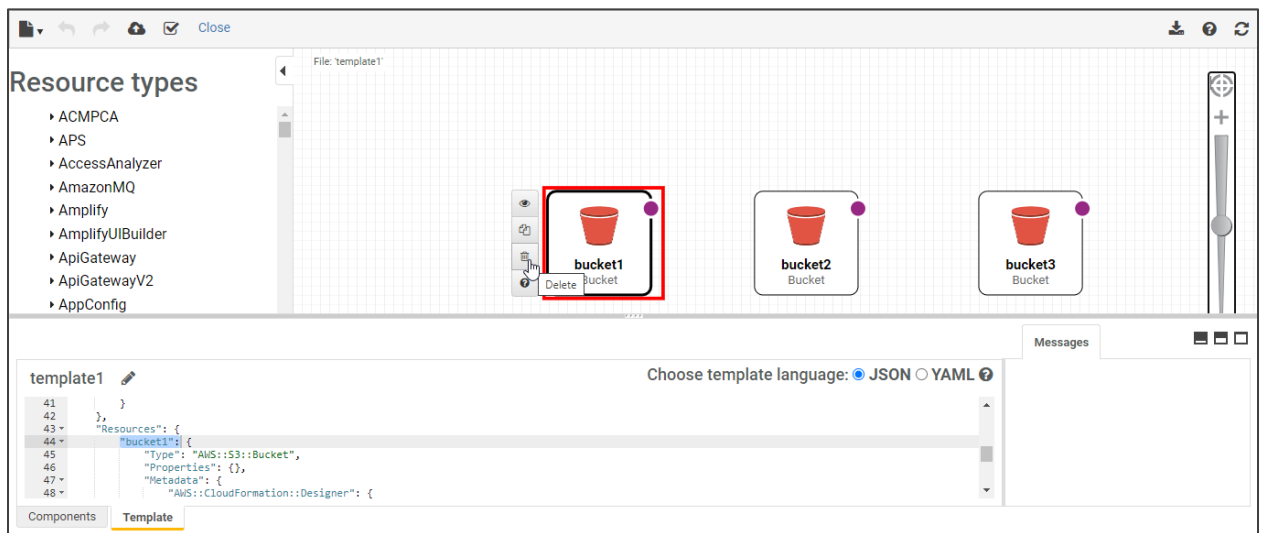 Close
File: 'template1'
Resource types
ACMPCA
APS
AccessAnalyzer
AmazonMQ
Amplify
AmplifyUIBuilder
ApiGateway
ApiGatewayV2
AppConfig
bucket1
Bucket
Delete
bucket2
Bucket
bucket3
Bucket
Messages
template1
Choose template language: JSON YAML
41 }
42 },
43 "Resources": {
44 "bucket1": {
45 "Type": "AWS::S3::Bucket",
46 "Properties": {},
47 "Metadata": {
48 "AWS::CloudFormation::Designer": {
Components Template